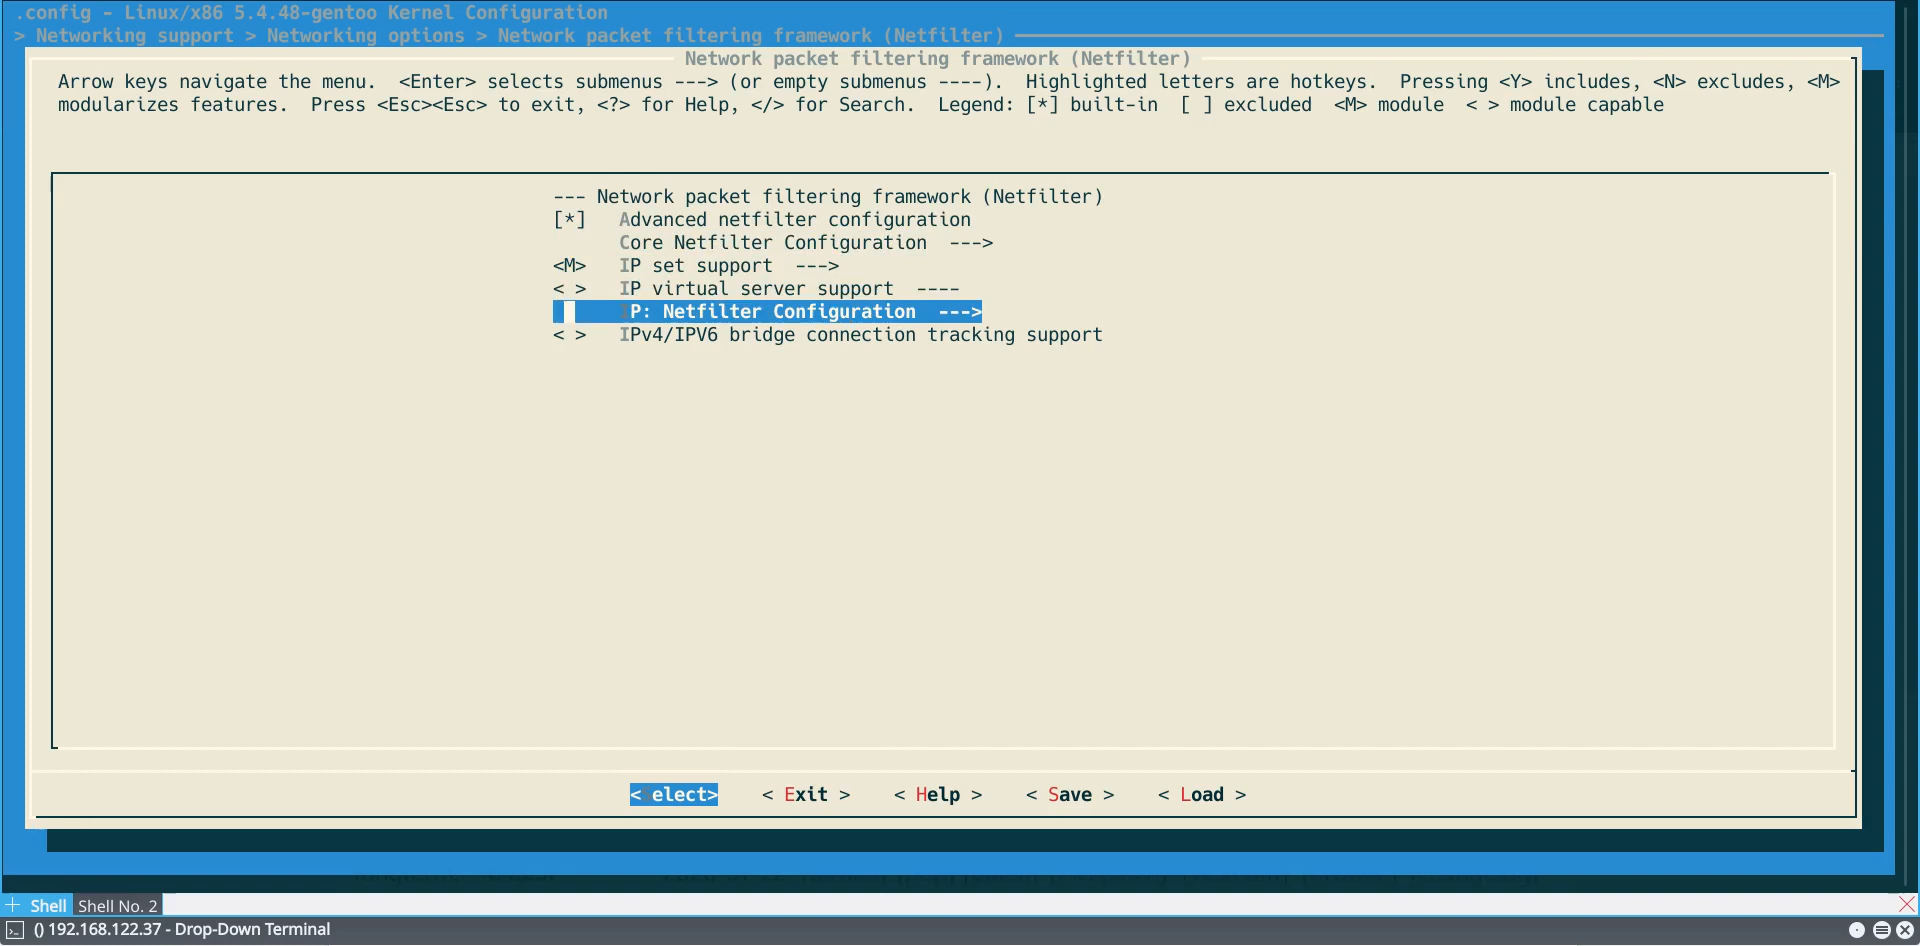 .config - Linux/x86 5.4.48-gentoo Kernel Configuration
> Networking support > Networking options > Network packet filtering framework (Netfilter)
Network packet filtering framework (Netfilter)
Arrow keys navigate the menu.  <Enter> selects submenus ---> (or empty submenus ----).  Highlighted letters are hotkeys.  Pressing <Y> includes, <N> excludes, <M>
modularizes features.  Press <Esc><Esc> to exit, <?> for Help, </> for Search.  Legend: [*] built-in  [ ] excluded  <M> module  < > module capable
--- Network packet filtering framework (Netfilter)
[*]   Advanced netfilter configuration
Core Netfilter Configuration  --->
<M>   IP set support  --->
< >   IP virtual server support  ----
IP: Netfilter Configuration  --->
< >   IPv4/IPV6 bridge connection tracking support
<Select>    < Exit >    < Help >    < Save >    < Load >
Shell Shell No. 2
() 192.168.122.37 - Drop-Down Terminal